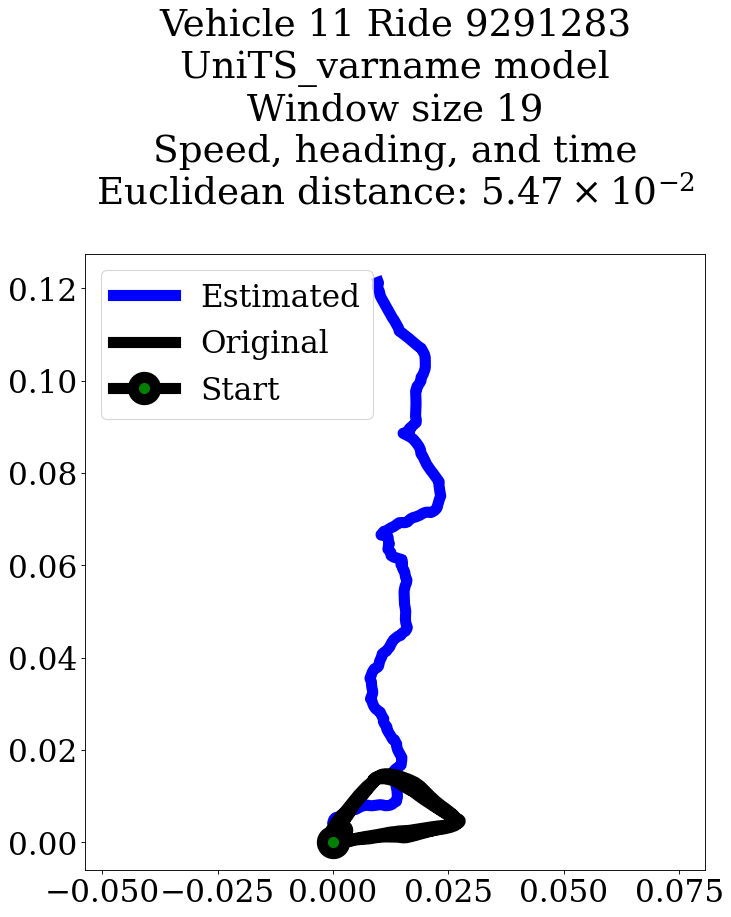 Vehicle 11 Ride 9291283
UniTS_varname model
Window size 19
Speed, heading, and time
Euclidean distance: 5.47 × 10⁻²
Estimated
Original
Start
0.12
0.10
0.08
0.06
0.04
0.02
0.00
−0.050 −0.025 0.000 0.025 0.050 0.075